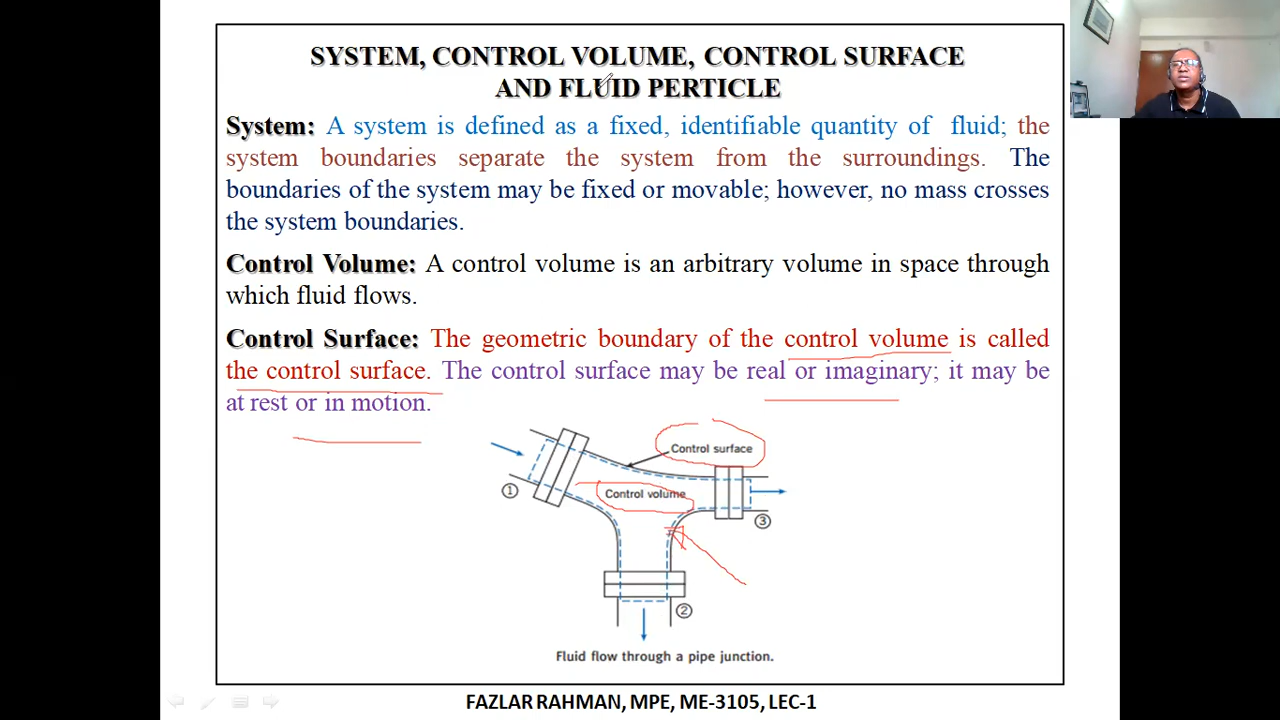 SYSTEM, CONTROL VOLUME, CONTROL SURFACE
AND FLUID PERTICLE
System: A system is defined as a fixed, identifiable quantity of fluid; the
system boundaries separate the system from the surroundings. The
boundaries of the system may be fixed or movable; however, no mass crosses
the system boundaries.
Control Volume: A control volume is an arbitrary volume in space through
which fluid flows.
Control Surface: The geometric boundary of the control volume is called
the control surface. The control surface may be real or imaginary; it may be
at rest or in motion.
Control surface
Control volume
1
3
2
Fluid flow through a pipe junction.
FAZLAR RAHMAN, MPE, ME-3105, LEC-1